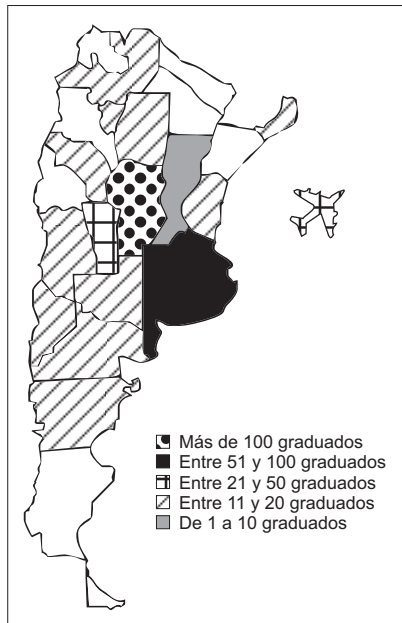 Más de 100 graduados
Entre 51 y 100 graduados
Entre 21 y 50 graduados
Entre 11 y 20 graduados
De 1 a 10 graduados